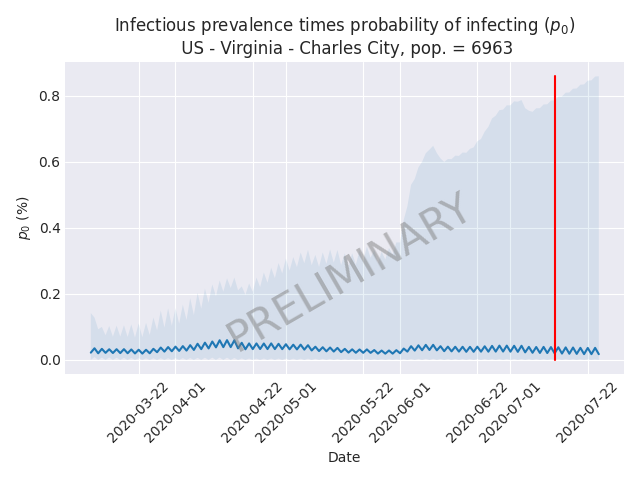 Infectious prevalence times probability of infecting (p₀)
US - Virginia - Charles City, pop. = 6963
0.8
0.6
0.4
0.2
0.0
p₀ (%)
PRELIMINARY
2020-03-22
2020-04-01
2020-04-22
2020-05-01
2020-05-22
2020-06-01
2020-06-22
2020-07-01
2020-07-22
Date